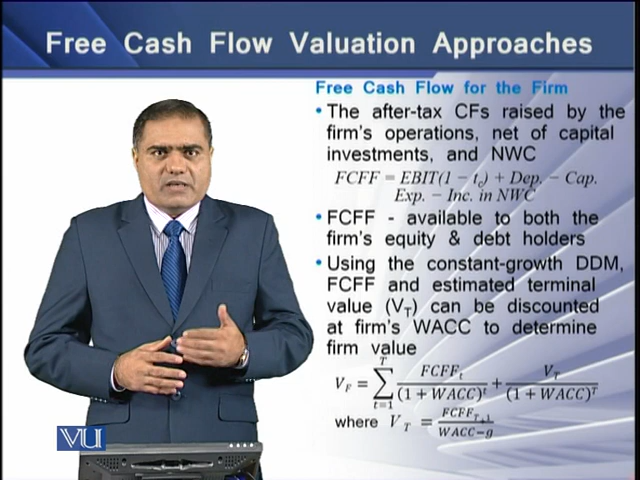 Free Cash Flow Valuation Approaches
Free Cash Flow for the Firm
• The after-tax CFs raised by the
firm's operations, net of capital
investments, and NWC
FCFF = EBIT(1 − t_c) + Dep. − Cap.
Exp. − Inc. in NWC
• FCFF - available to both the
firm's equity & debt holders
• Using the constant-growth DDM,
FCFF and estimated terminal
value (V_T) can be discounted
at firm's WACC to determine
firm value
V_F = ∑_{t=1}^{T} FCFF_t / (1 + WACC)^t + V_T / (1 + WACC)^T
where V_T = FCFF_{T+1} / WACC−g
VU